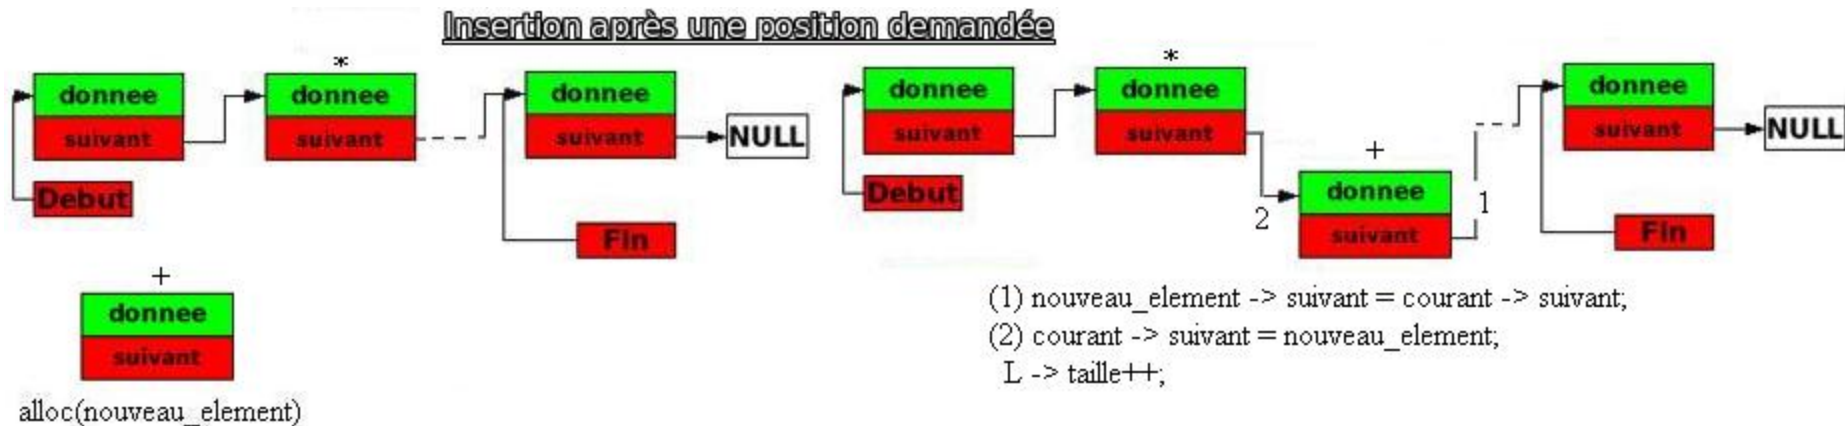 Insertion après une position demandée
*
donnee
suivant
donnee
suivant
donnee
suivant
NULL
Debut
Fin
+
donnee
suivant
alloc(nouveau_element)
*
donnee
suivant
donnee
suivant
donnee
suivant
NULL
Debut
+
donnee
suivant
2
1
Fin
(1) nouveau_element -> suivant = courant -> suivant;
(2) courant -> suivant = nouveau_element;
L -> taille++;